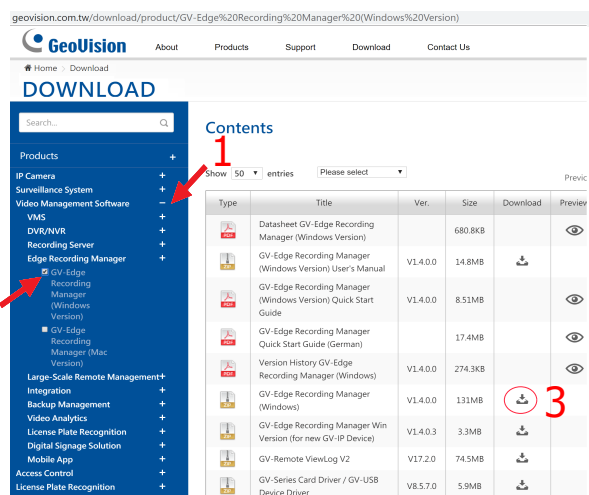 geovision.com.tw/download/product/GV-Edge%20Recording%20Manager%20(Windows%20Version)
GeoVision
About Products Support Download Contact Us
Home > Download
DOWNLOAD
Search...
Products +
IP Camera +
Surveillance System +
Video Management Software −
VMS +
DVR/NVR +
Recording Server +
Edge Recording Manager +
GV-Edge
Recording
Manager
(Windows
Version)
GV-Edge
Recording
Manager (Mac
Version)
Large-Scale Remote Management+
Integration +
Backup Management +
Video Analytics +
License Plate Recognition +
Digital Signage Solution +
Mobile App +
Access Control +
License Plate Recognition +
Contents
1
Show 50 entries Please select
Type Title Ver. Size Download Preview
PDF Datasheet GV-Edge Recording
Manager (Windows Version) 680.8KB
ZIP GV-Edge Recording Manager
(Windows Version) User's Manual V1.4.0.0 14.8MB
PDF GV-Edge Recording Manager
(Windows Version) Quick Start
Guide V1.4.0.0 8.51MB
PDF GV-Edge Recording Manager
Quick Start Guide (German) 17.4MB
PDF Version History GV-Edge
Recording Manager (Windows) V1.4.0.0 274.3KB
ZIP GV-Edge Recording Manager
(Windows) V1.4.0.0 131MB
3
ZIP GV-Edge Recording Manager Win
Version (for new GV-IP Device) V1.4.0.3 3.3MB
ZIP GV-Remote ViewLog V2 V17.2.0 74.5MB
ZIP GV-Series Card Driver / GV-USB
Device Driver V8.5.7.0 5.9MB